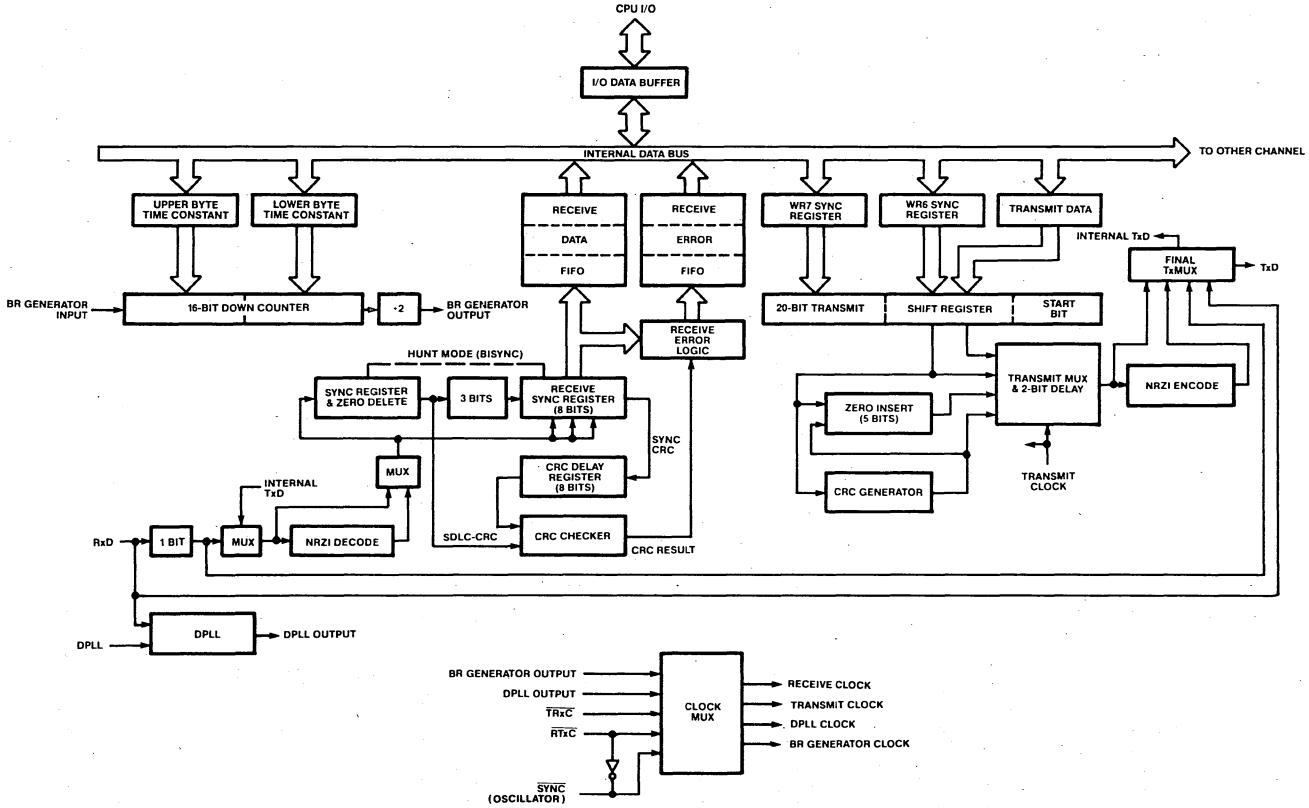 CPU I/O
I/O DATA BUFFER
INTERNAL DATA BUS
TO OTHER CHANNEL
UPPER BYTE
TIME CONSTANT
LOWER BYTE
TIME CONSTANT
RECEIVE
DATA
FIFO
RECEIVE
ERROR
FIFO
WR7 SYNC
REGISTER
WR6 SYNC
REGISTER
TRANSMIT DATA
INTERNAL TxD
FINAL
TxMUX
TxD
BR GENERATOR
INPUT
16-BIT DOWN COUNTER
÷2
BR GENERATOR
OUTPUT
20-BIT TRANSMIT
SHIFT REGISTER
START
BIT
RECEIVE
ERROR
LOGIC
HUNT MODE (BISYNC)
SYNC REGISTER
& ZERO DELETE
3 BITS
RECEIVE
SYNC REGISTER
(8 BITS)
TRANSMIT MUX
& 2-BIT DELAY
NRZI ENCODE
ZERO INSERT
(5 BITS)
SYNC
CRC
MUX
CRC DELAY
REGISTER
(8 BITS)
TRANSMIT
CLOCK
CRC GENERATOR
INTERNAL
TxD
RxD
1 BIT
MUX
NRZI DECODE
SDLC-CRC
CRC CHECKER
CRC RESULT
DPLL
DPLL
DPLL OUTPUT
BR GENERATOR OUTPUT
DPLL OUTPUT
TRxC
RTxC
SYNC
(OSCILLATOR)
CLOCK
MUX
RECEIVE CLOCK
TRANSMIT CLOCK
DPLL CLOCK
BR GENERATOR CLOCK